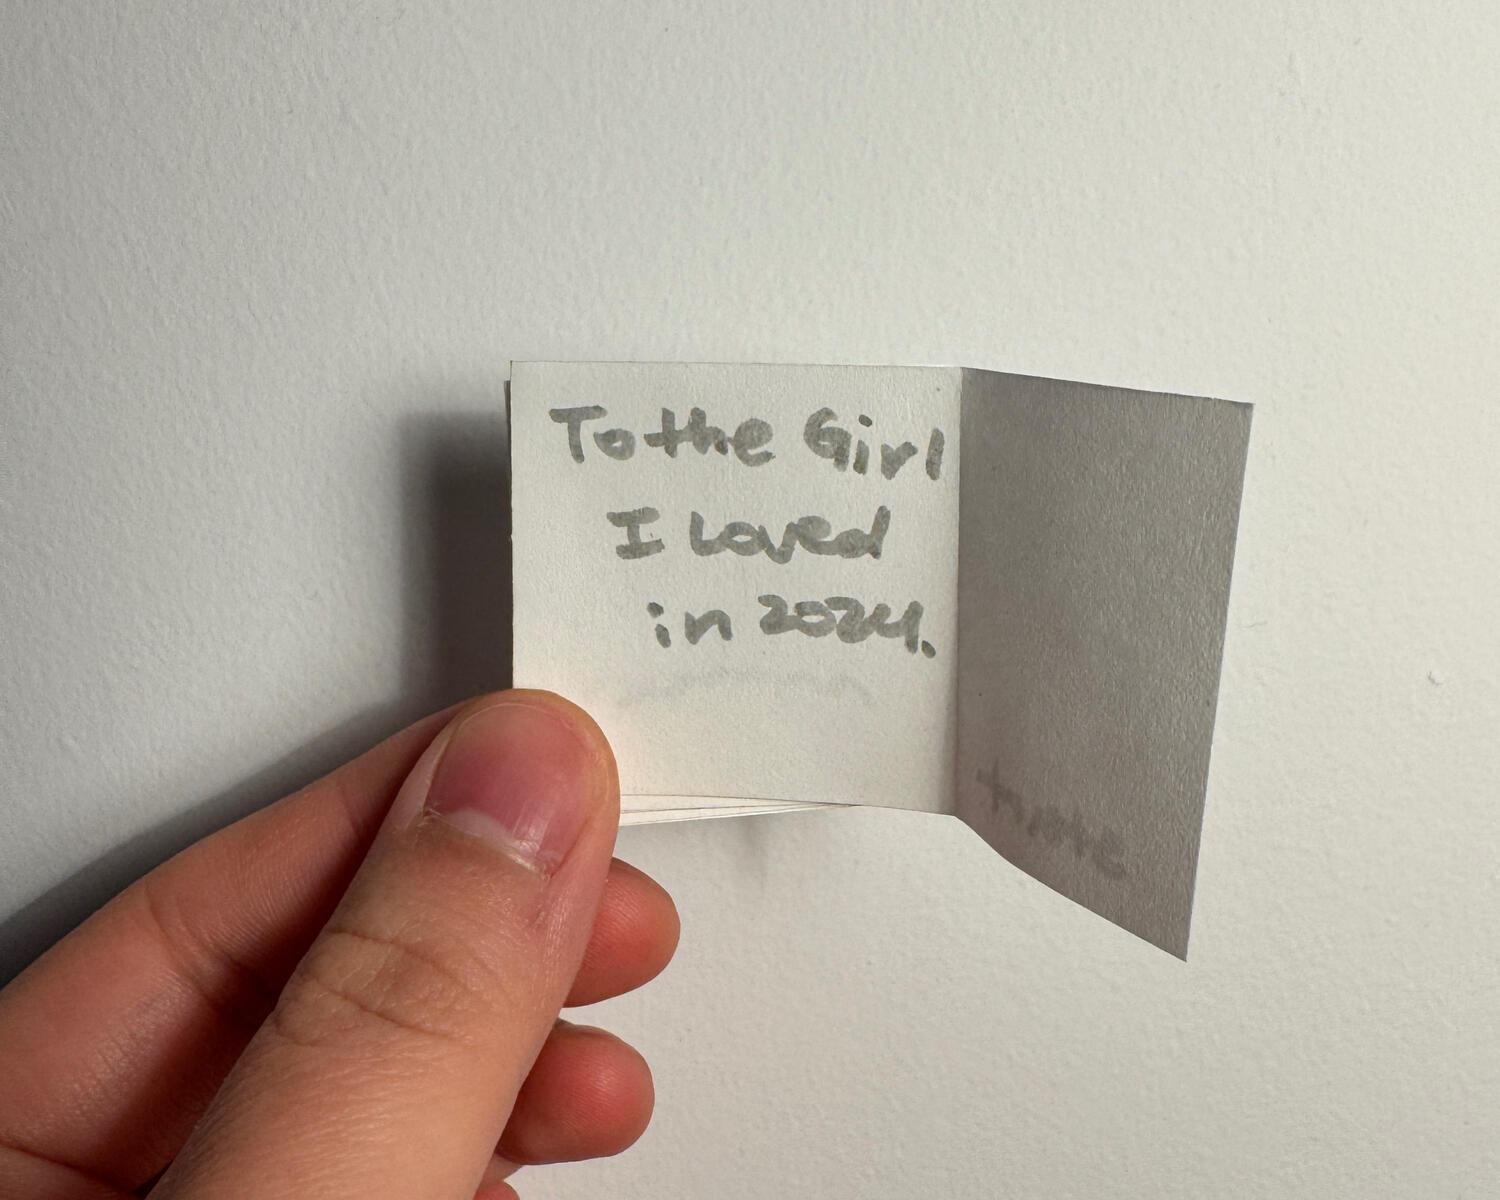 To the Girl
I Loved
in 2024.